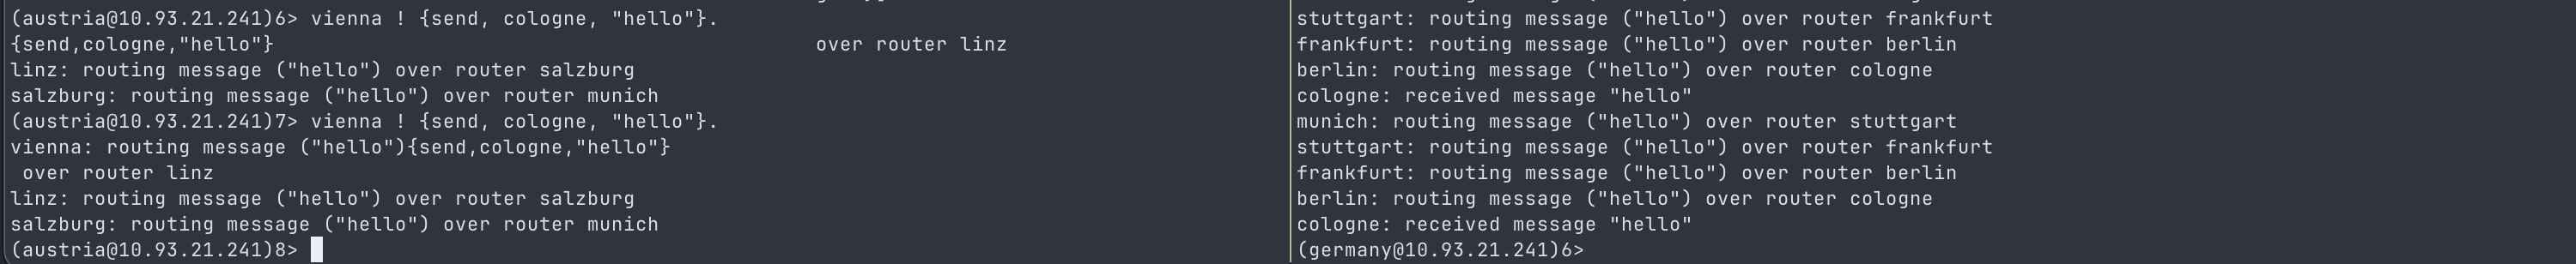 (austria@10.93.21.241)6> vienna ! {send, cologne, "hello"}.
{send,cologne,"hello"} over router linz
linz: routing message ("hello") over router salzburg
salzburg: routing message ("hello") over router munich
(austria@10.93.21.241)7> vienna ! {send, cologne, "hello"}.
vienna: routing message ("hello"){send,cologne,"hello"}
over router linz
linz: routing message ("hello") over router salzburg
salzburg: routing message ("hello") over router munich
(austria@10.93.21.241)8>
stuttgart: routing message ("hello") over router frankfurt
frankfurt: routing message ("hello") over router berlin
berlin: routing message ("hello") over router cologne
cologne: received message "hello"
munich: routing message ("hello") over router stuttgart
stuttgart: routing message ("hello") over router frankfurt
frankfurt: routing message ("hello") over router berlin
berlin: routing message ("hello") over router cologne
cologne: received message "hello"
(germany@10.93.21.241)6>